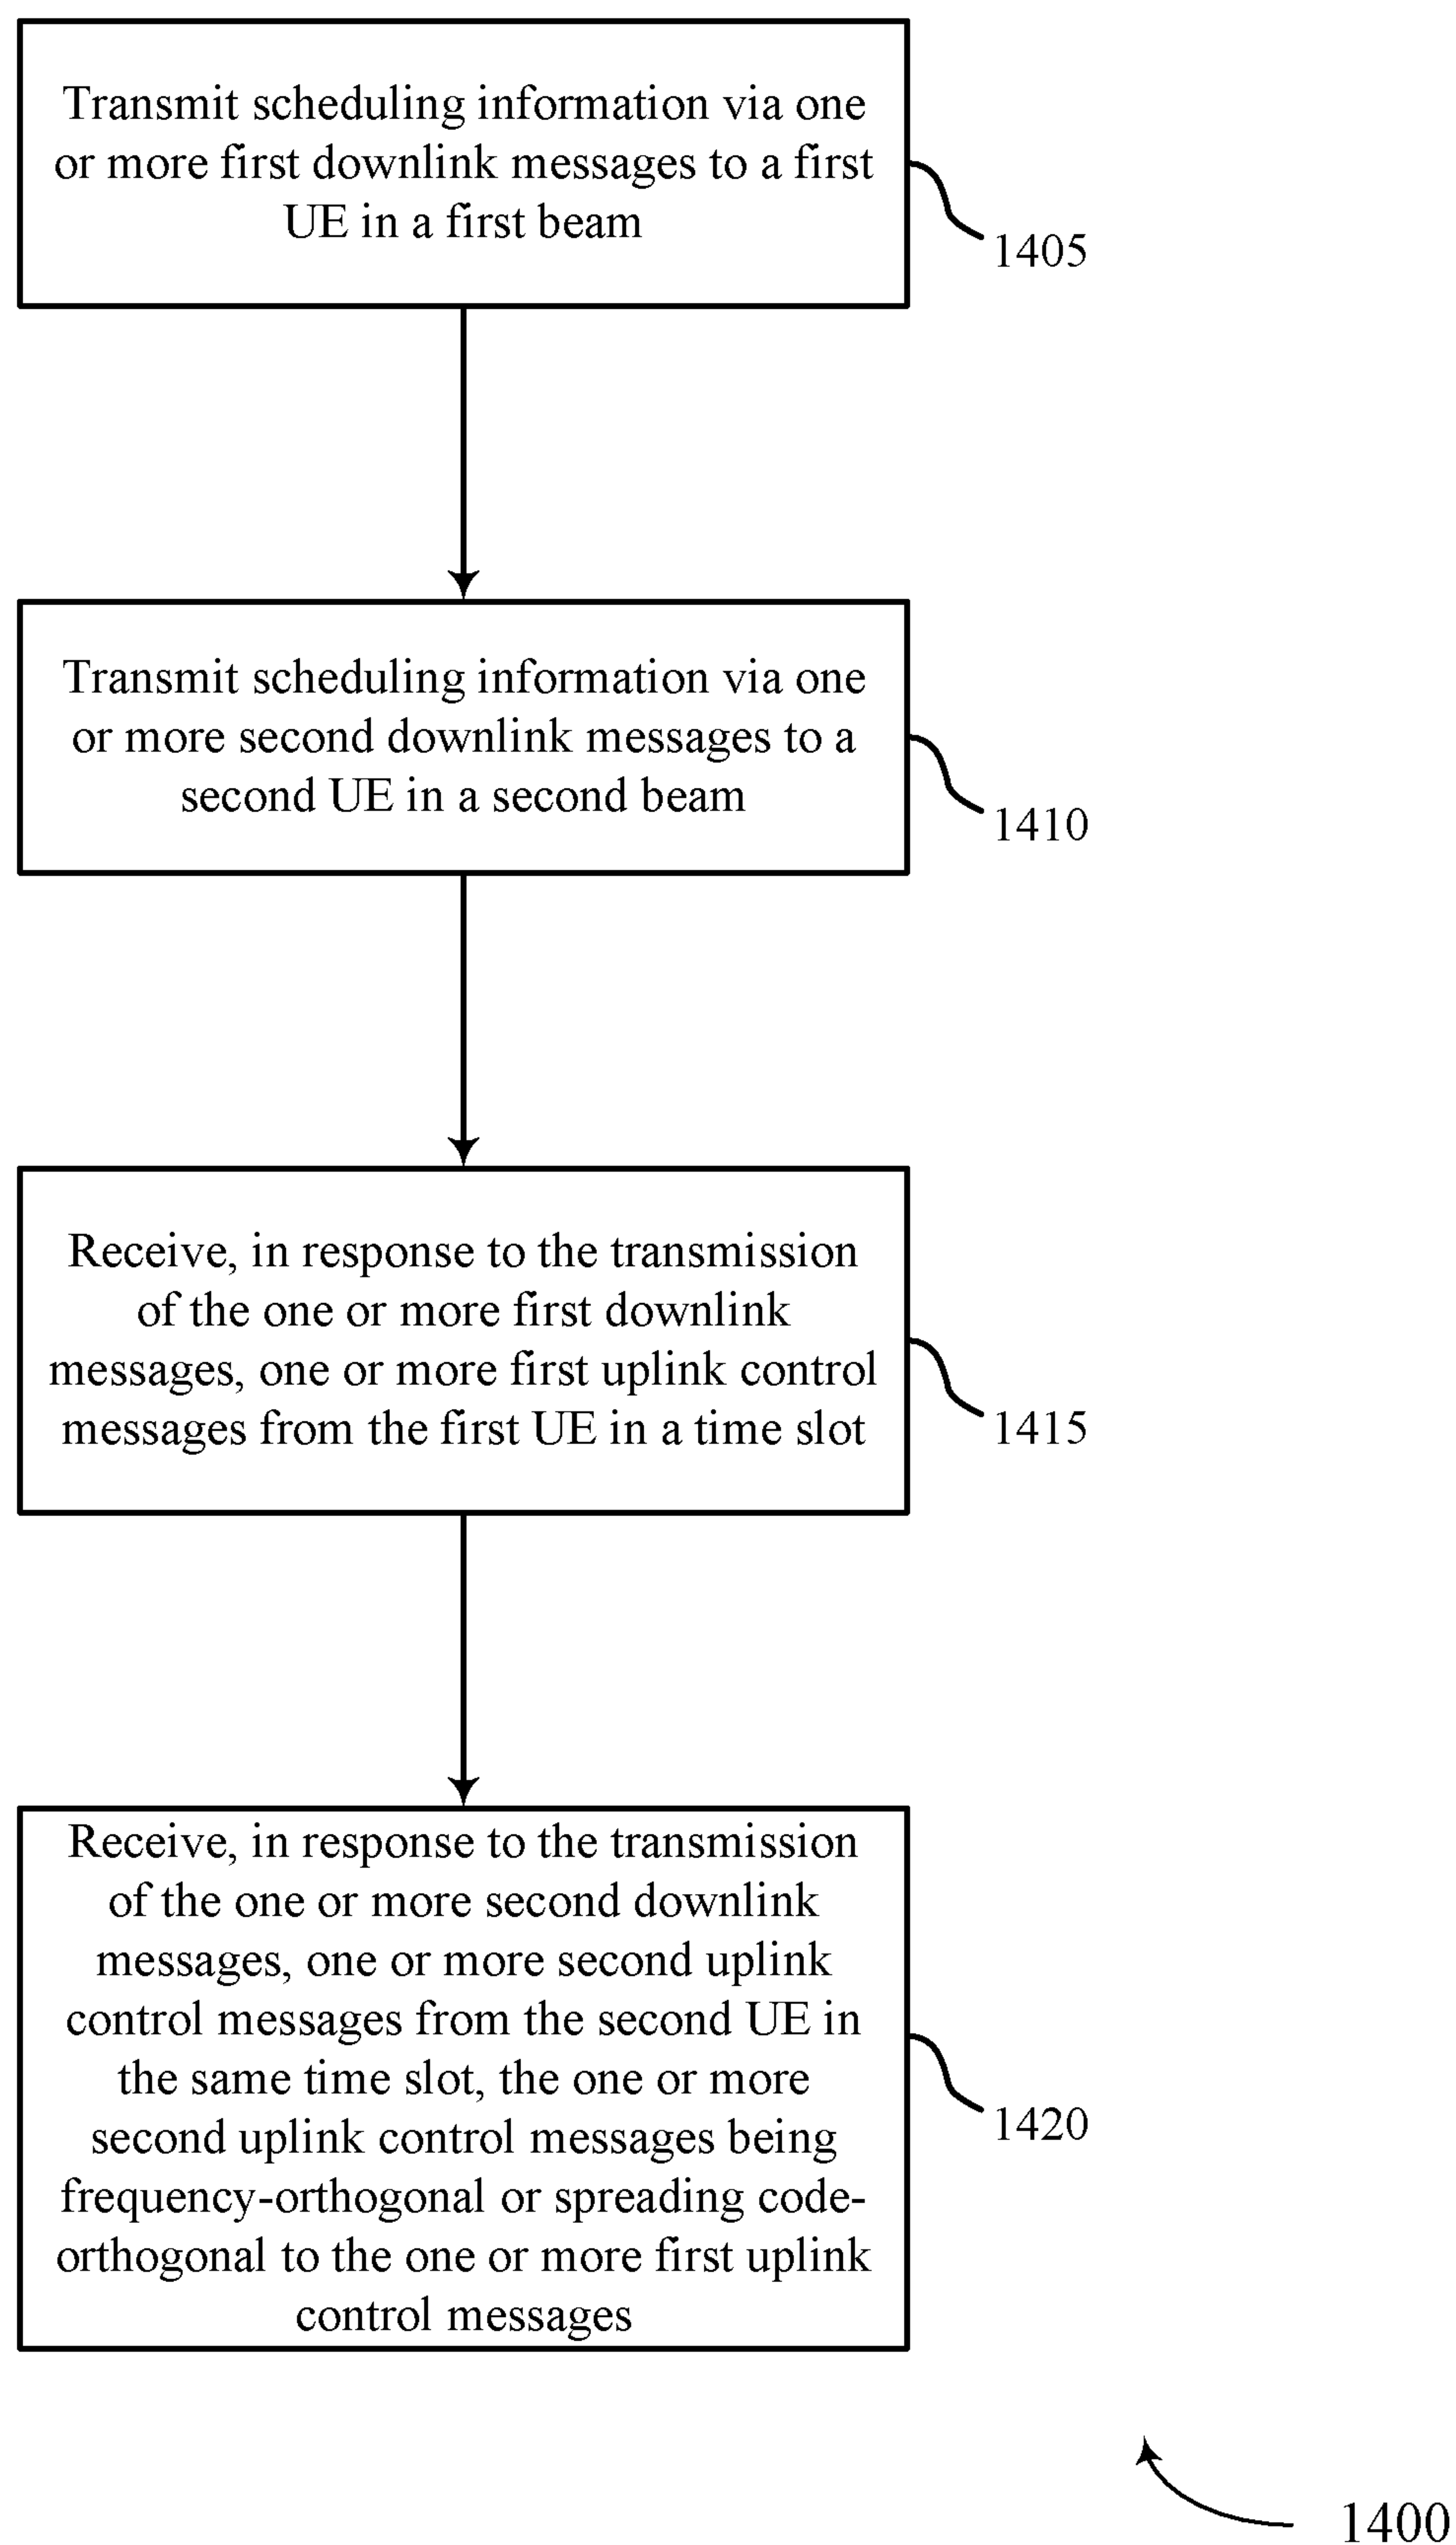 Transmit scheduling information via one
or more first downlink messages to a first
UE in a first beam
1405
Transmit scheduling information via one
or more second downlink messages to a
second UE in a second beam
1410
Receive, in response to the transmission
of the one or more first downlink
messages, one or more first uplink control
messages from the first UE in a time slot
1415
Receive, in response to the transmission
of the one or more second downlink
messages, one or more second uplink
control messages from the second UE in
the same time slot, the one or more
second uplink control messages being
frequency-orthogonal or spreading code-
orthogonal to the one or more first uplink
control messages
1420
1400